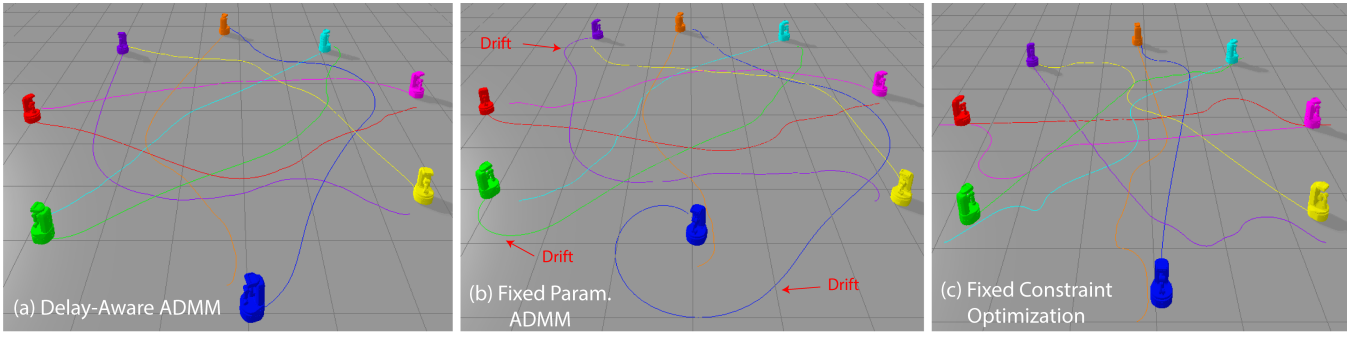 (a) Delay-Aware ADMM
Drift
Drift
Drift
(b) Fixed Param.
ADMM
(c) Fixed Constraint
Optimization